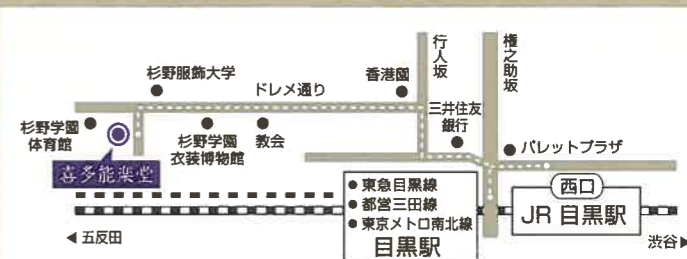 行人坂
権之助坂
杉野服飾大学
ドレメ通り
香港園
三井住友
銀行
杉野学園
体育館
杉野学園
衣装博物館
教会
パレットプラザ
喜多能楽堂
● 東急目黒線
● 都営三田線
● 東京メトロ南北線
目黒駅
西口
JR 目黒駅
◀ 五反田
渋谷 ▶